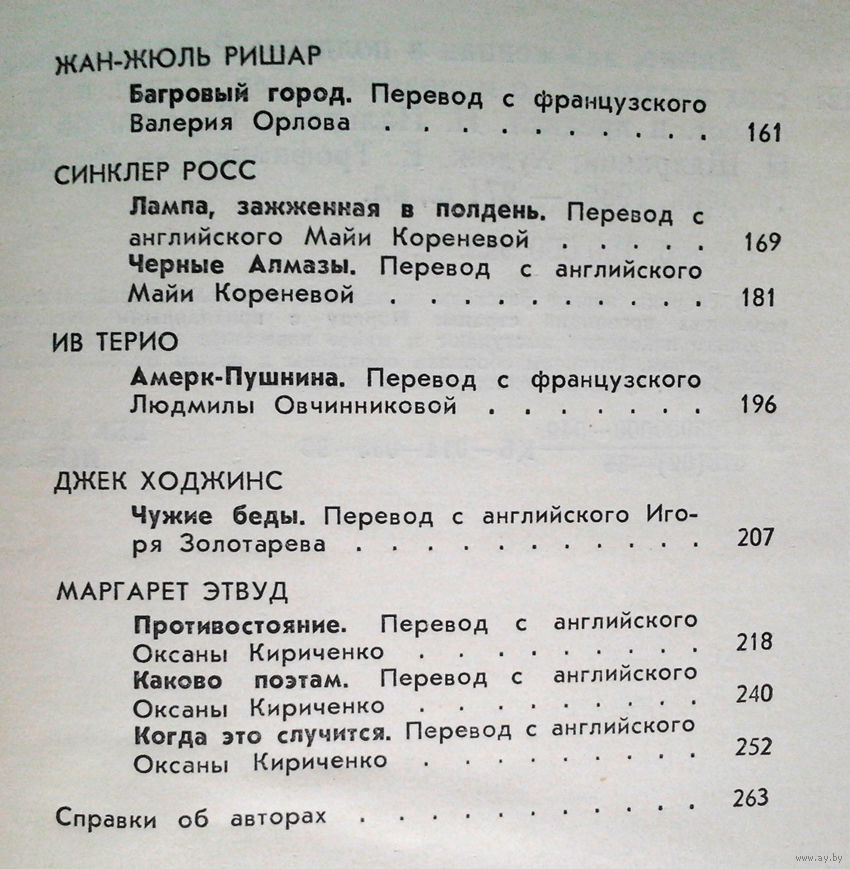 ЖАН-ЖЮЛЬ РИШАР
Багровый город. Перевод с французского
Валерия Орлова . . . . . . . . . . 161
СИНКЛЕР РОСС
Лампа, зажженная в полдень. Перевод с
английского Майи Кореневой . . . . . 169
Черные Алмазы. Перевод с английского
Майи Кореневой . . . . . . . . . . 181
ИВ ТЕРИО
Амерк-Пушнина. Перевод с французского
Людмилы Овчинниковой . . . . . . . 196
ДЖЕК ХОДЖИНС
Чужие беды. Перевод с английского Иго-
ря Золотарева . . . . . . . . . . . 207
МАРГАРЕТ ЭТВУД
Противостояние. Перевод с английского
Оксаны Кириченко . . . . . . . . . 218
Каково поэтам. Перевод с английского
Оксаны Кириченко . . . . . . . . . 240
Когда это случится. Перевод с английского
Оксаны Кириченко . . . . . . . . . 252
Справки об авторах . . . . . . . . . . . 263
www.ay.by